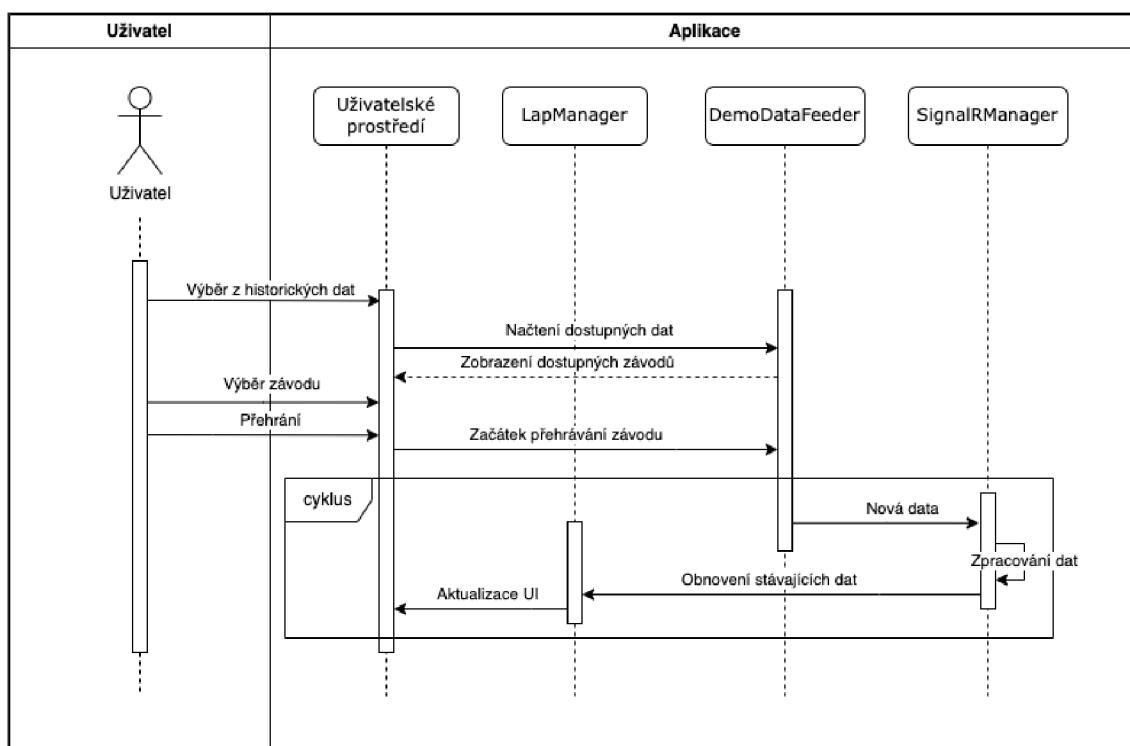 Uživatel
Aplikace
Uživatelské
prostředí
LapManager
DemoDataFeeder
SignalRManager
Uživatel
Výběr z historických dat
Načtení dostupných dat
Zobrazení dostupných závodů
Výběr závodu
Přehrání
Začátek přehrávání závodu
cyklus
Nová data
Zpracování dat
Obnovení stávajících dat
Aktualizace UI